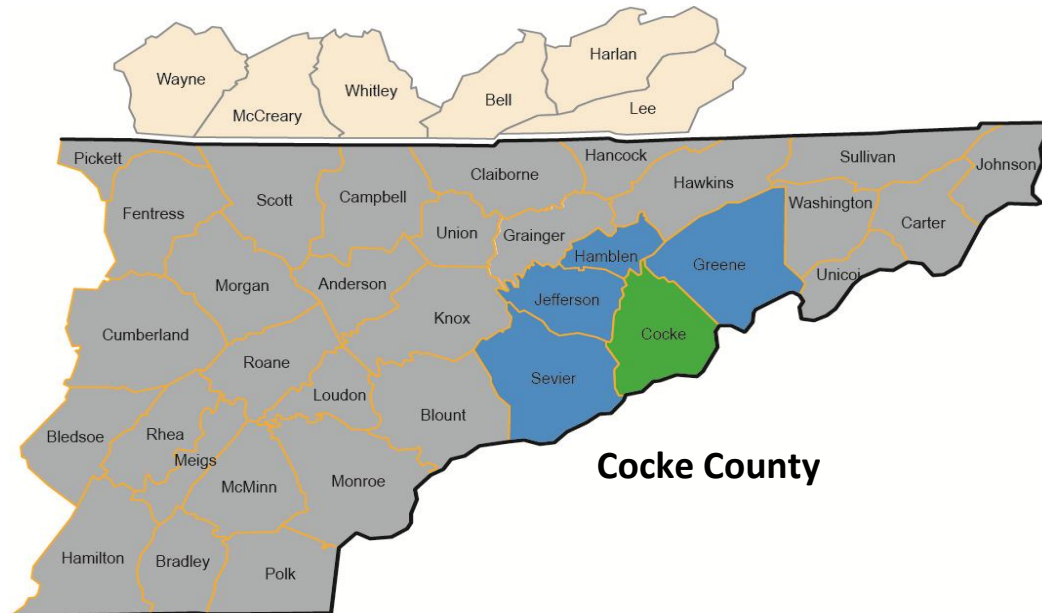 Harlan
Wayne
Whitley
Bell
Lee
McCreary
Pickett
Hancock
Sullivan
Johnson
Claiborne
Hawkins
Scott
Campbell
Washington
Fentress
Carter
Union
Grainger
Hamblen
Greene
Unicoi
Morgan
Anderson
Jefferson
Knox
Cumberland
Cocke
Roane
Sevier
Loudon
Blount
Bledsoe
Rhea
Meigs
Cocke County
McMinn
Monroe
Hamilton
Bradley
Polk